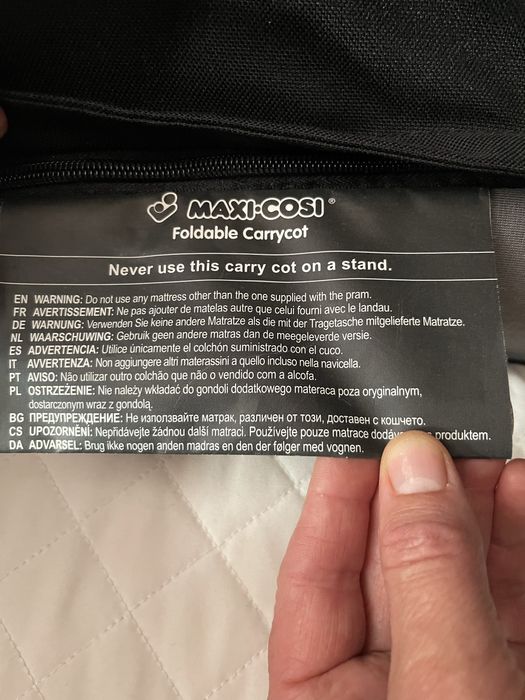 MAXI-COSI®
Foldable Carrycot
Never use this carry cot on a stand.
EN WARNING: Do not use any mattress other than the one supplied with the pram.
FR AVERTISSEMENT: Ne pas ajouter de matelas autre que celui fourni avec le landau.
DE WARNUNG: Verwenden Sie keine andere Matratze als die mit der Tragetasche mitgelieferte Matratze.
NL WAARSCHUWING: Gebruik geen andere matras dan de meegeleverde versie.
ES ADVERTENCIA: Utilice únicamente el colchón suministrado con el cuco.
IT AVVERTENZA: Non aggiungere altri materassini a quello incluso nella navicella.
PT AVISO: Não utilizar outro colchão que não o vendido com a alcofa.
PL OSTRZEŻENIE: Nie należy wkładać do gondoli dodatkowego materaca poza oryginalnym,
dostarczonym wraz z gondolą.
BG ПРЕДУПРЕЖДЕНИЕ: Не използвайте матрак, различен от този, доставен с кошчето.
CS UPOZORNĚNÍ: Nepřidávejte žádnou další matraci. Používejte pouze matrace produktem.
DA ADVARSEL: Brug ikke nogen anden madras en den der følger med vognen.